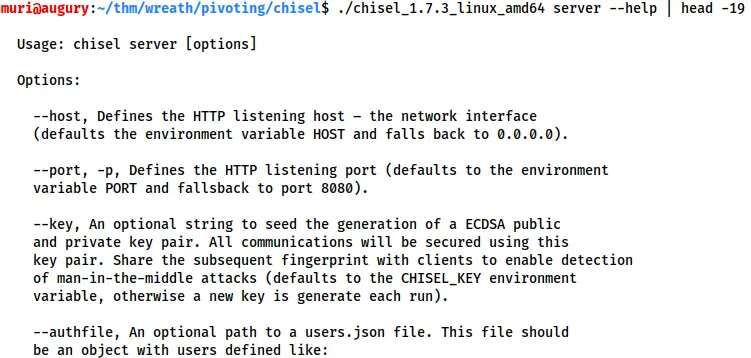 muri@augury:~/thm/wreath/pivoting/chisel$ ./chisel_1.7.3_linux_amd64 server --help | head -19
Usage: chisel server [options]
Options:
--host, Defines the HTTP listening host – the network interface
(defaults the environment variable HOST and falls back to 0.0.0.0).
--port, -p, Defines the HTTP listening port (defaults to the environment
variable PORT and fallsback to port 8080).
--key, An optional string to seed the generation of a ECDSA public
and private key pair. All communications will be secured using this
key pair. Share the subsequent fingerprint with clients to enable detection
of man-in-the-middle attacks (defaults to the CHISEL_KEY environment
variable, otherwise a new key is generate each run).
--authfile, An optional path to a users.json file. This file should
be an object with users defined like: